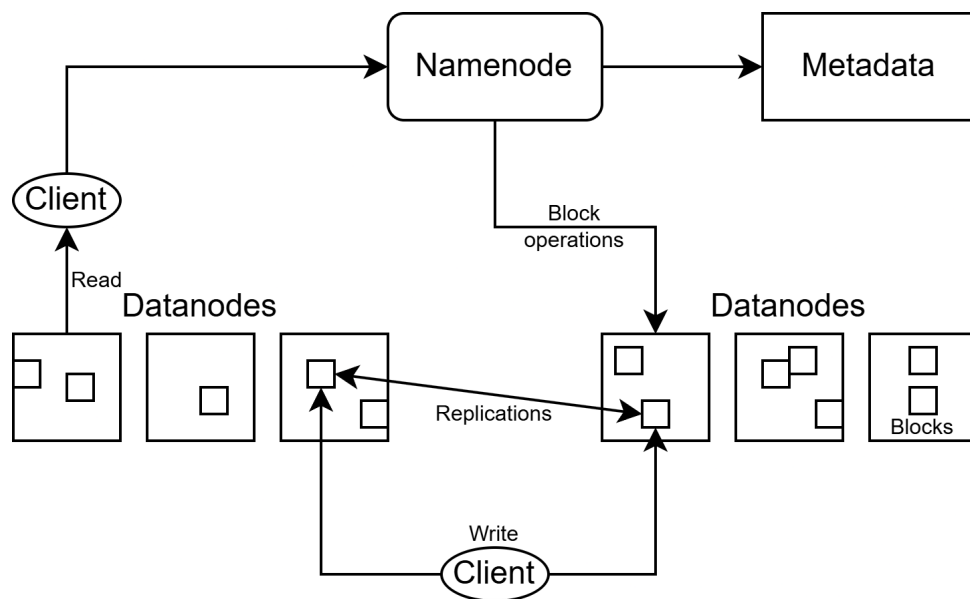 Namenode
Metadata
Client
Block
operations
Read
Datanodes
Datanodes
Replications
Blocks
Write
Client